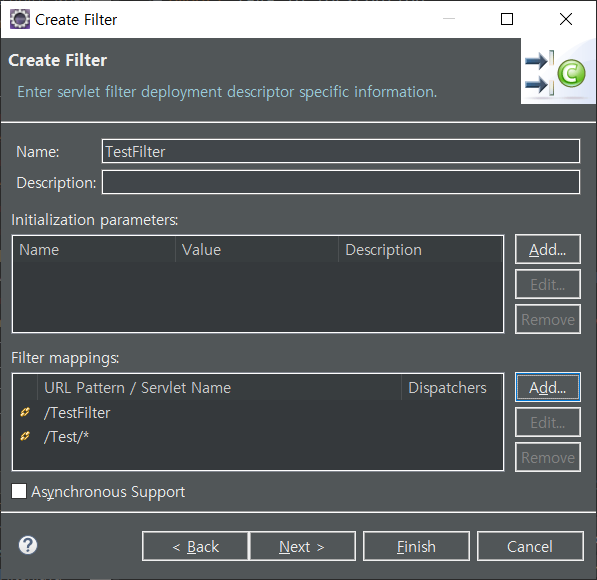 Create Filter
Create Filter
Enter servlet filter deployment descriptor specific information.
Name: TestFilter
Description:
Initialization parameters:
Name Value Description
Add...
Edit...
Remove
Filter mappings:
URL Pattern / Servlet Name Dispatchers
/TestFilter
/Test/*
Add...
Edit...
Remove
Asynchronous Support
? < Back Next > Finish Cancel